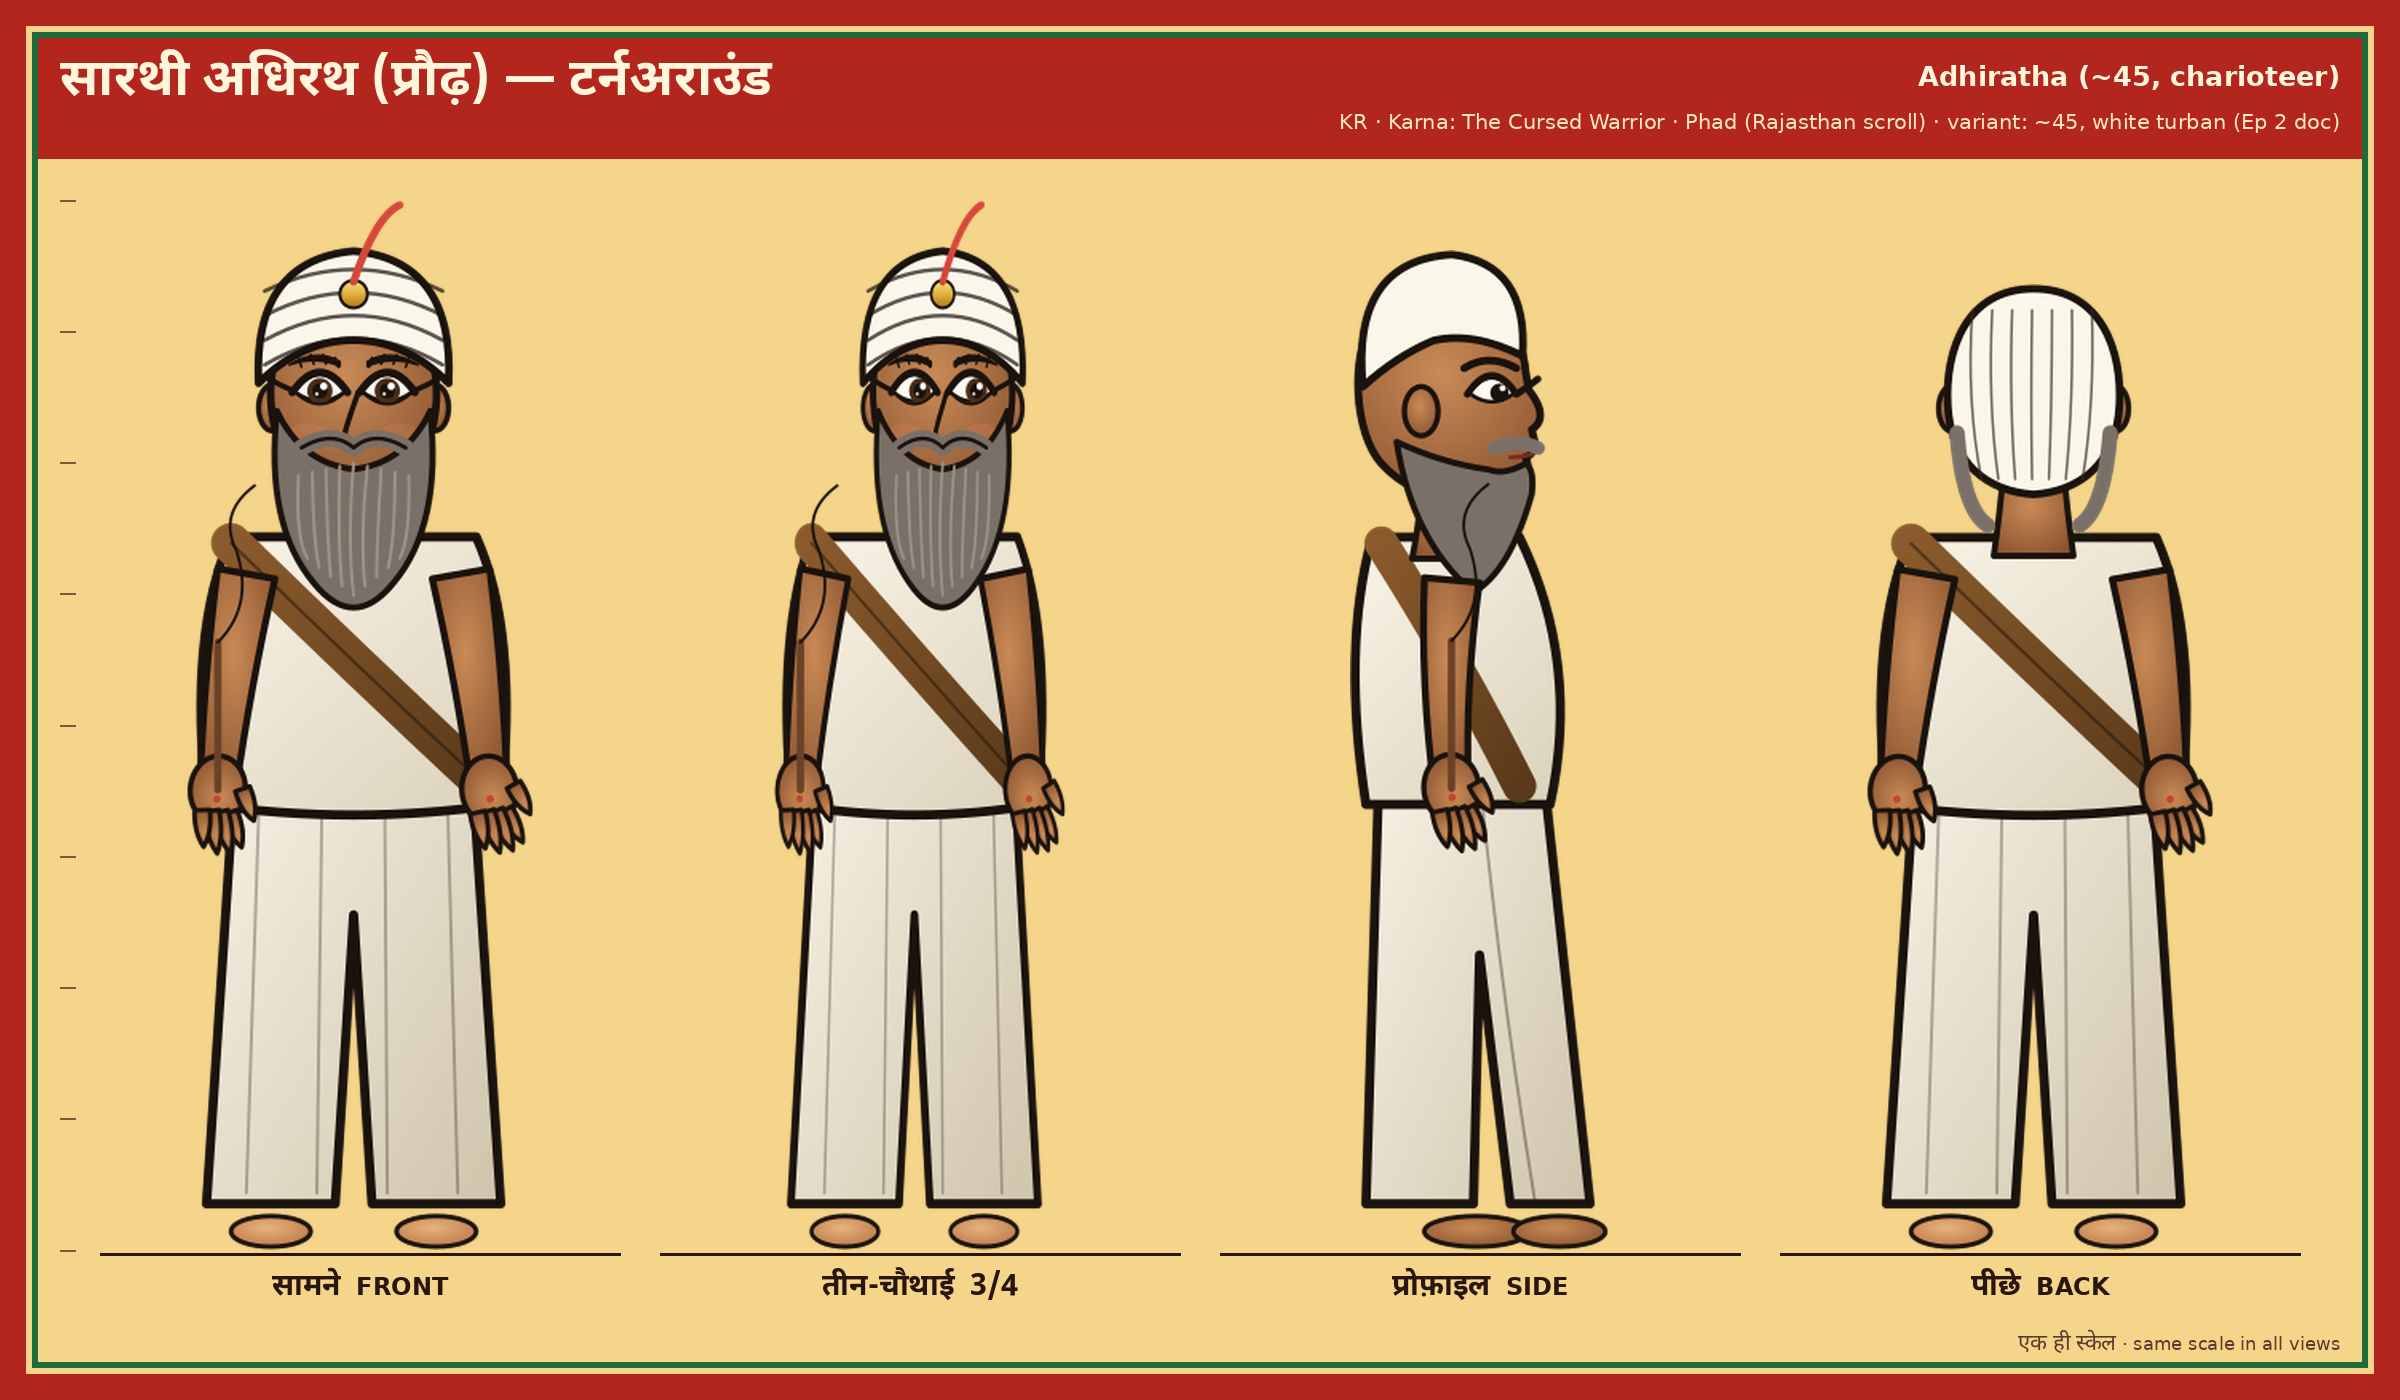 सारथी अधिरथ (प्रौढ़) — टर्नअराउंड
Adhiratha (~45, charioteer)
KR · Karna: The Cursed Warrior · Phad (Rajasthan scroll) · variant: ~45, white turban (Ep 2 doc)
सामने FRONT
तीन-चौथाई 3/4
प्रोफ़ाइल SIDE
पीछे BACK
एक ही स्केल · same scale in all views